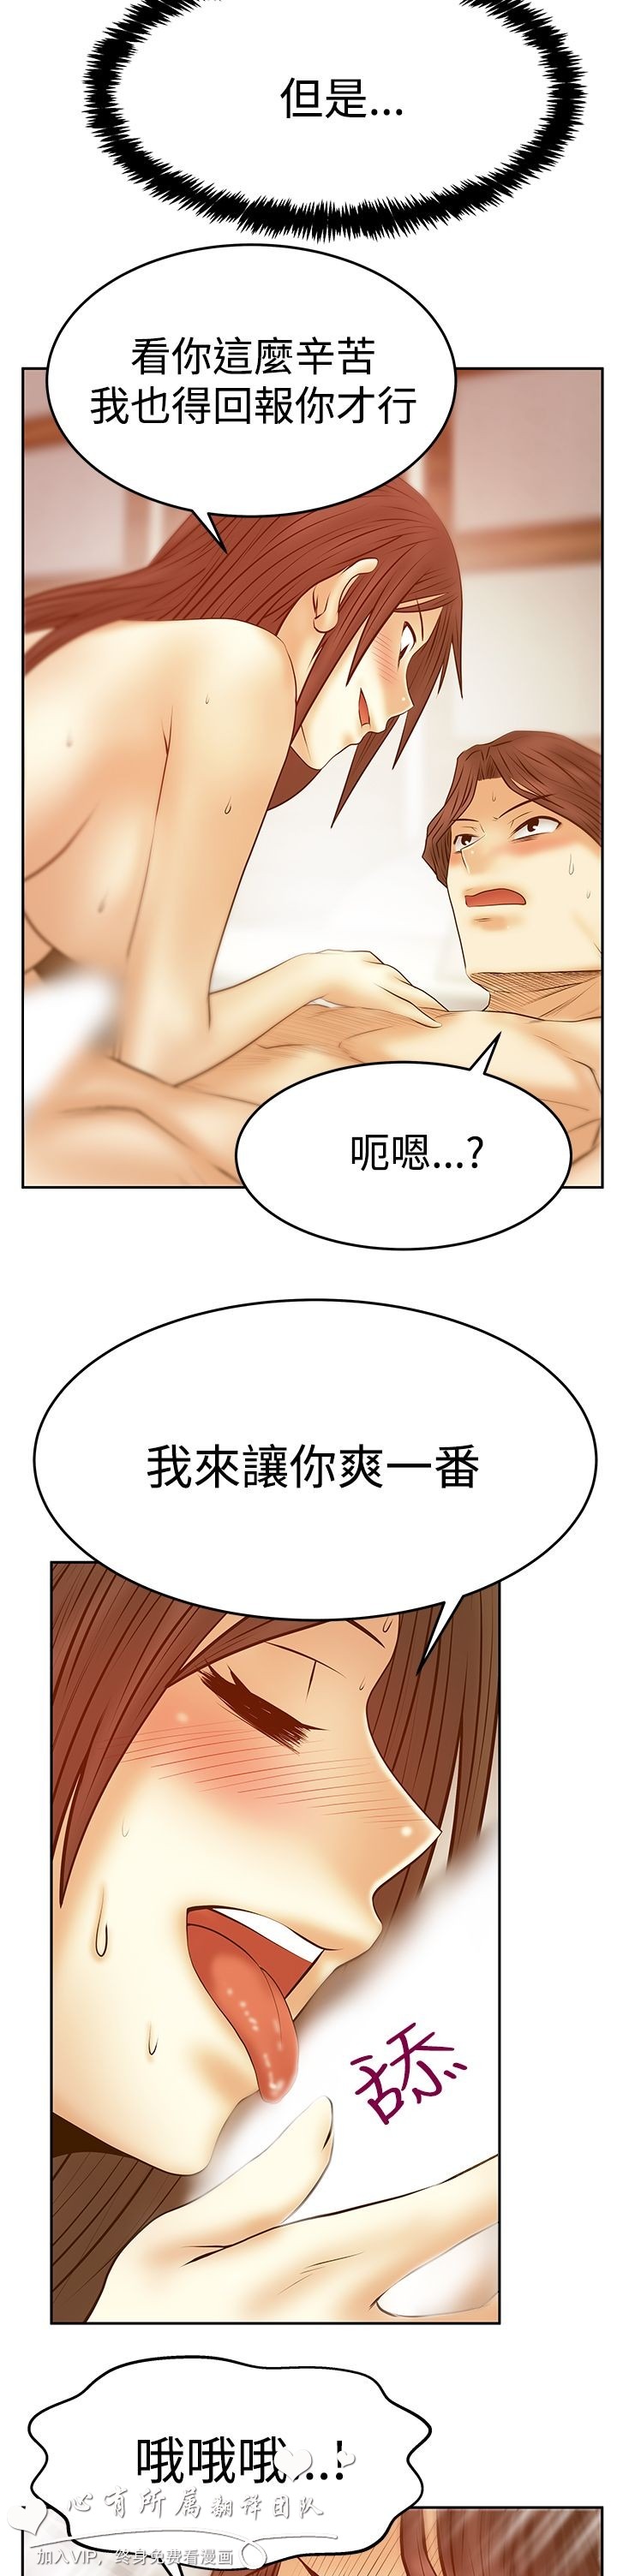 但是...
看你這麼辛苦
我也得回報你才行
呃嗯...?
我來讓你爽一番
舔
哦哦哦...!
心有所属翻译团队
加入VIP，终身免费看漫画